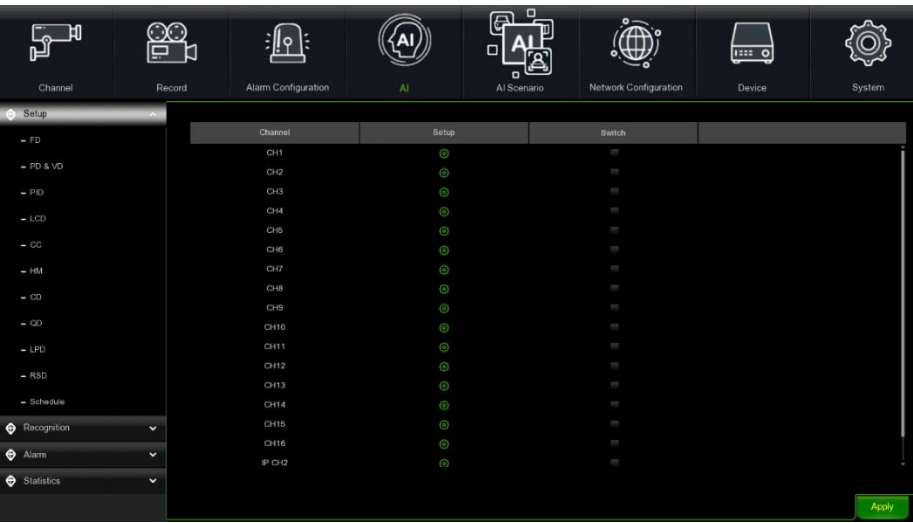 AI
AI
Channel Record Alarm Configuration AI AI Scenario Network Configuration Device System
Setup
FD
PD & VD
PID
LCD
CC
HM
CD
QD
LPD
RSD
Schedule
Recognition
Alarm
Statistics
Channel Setup Switch
CH1
CH2
CH3
CH4
CH5
CH6
CH7
CH8
CH9
CH10
CH11
CH12
CH13
CH14
CH15
CH16
IP CH2
Apply